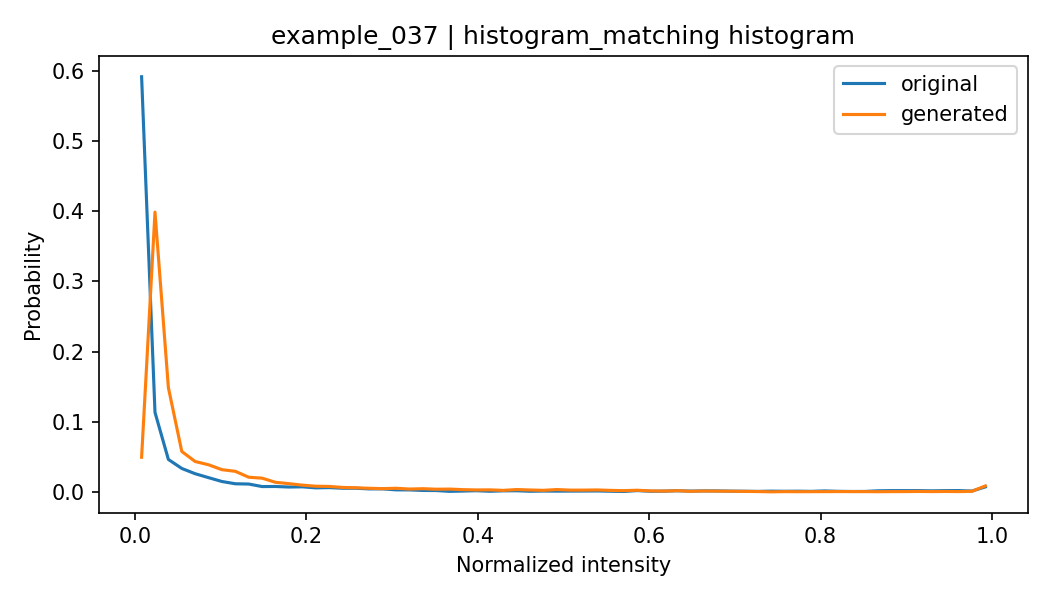 example_037 | histogram_matching histogram
original
generated
Probability
0.6
0.5
0.4
0.3
0.2
0.1
0.0
0.0 0.2 0.4 0.6 0.8 1.0
Normalized intensity